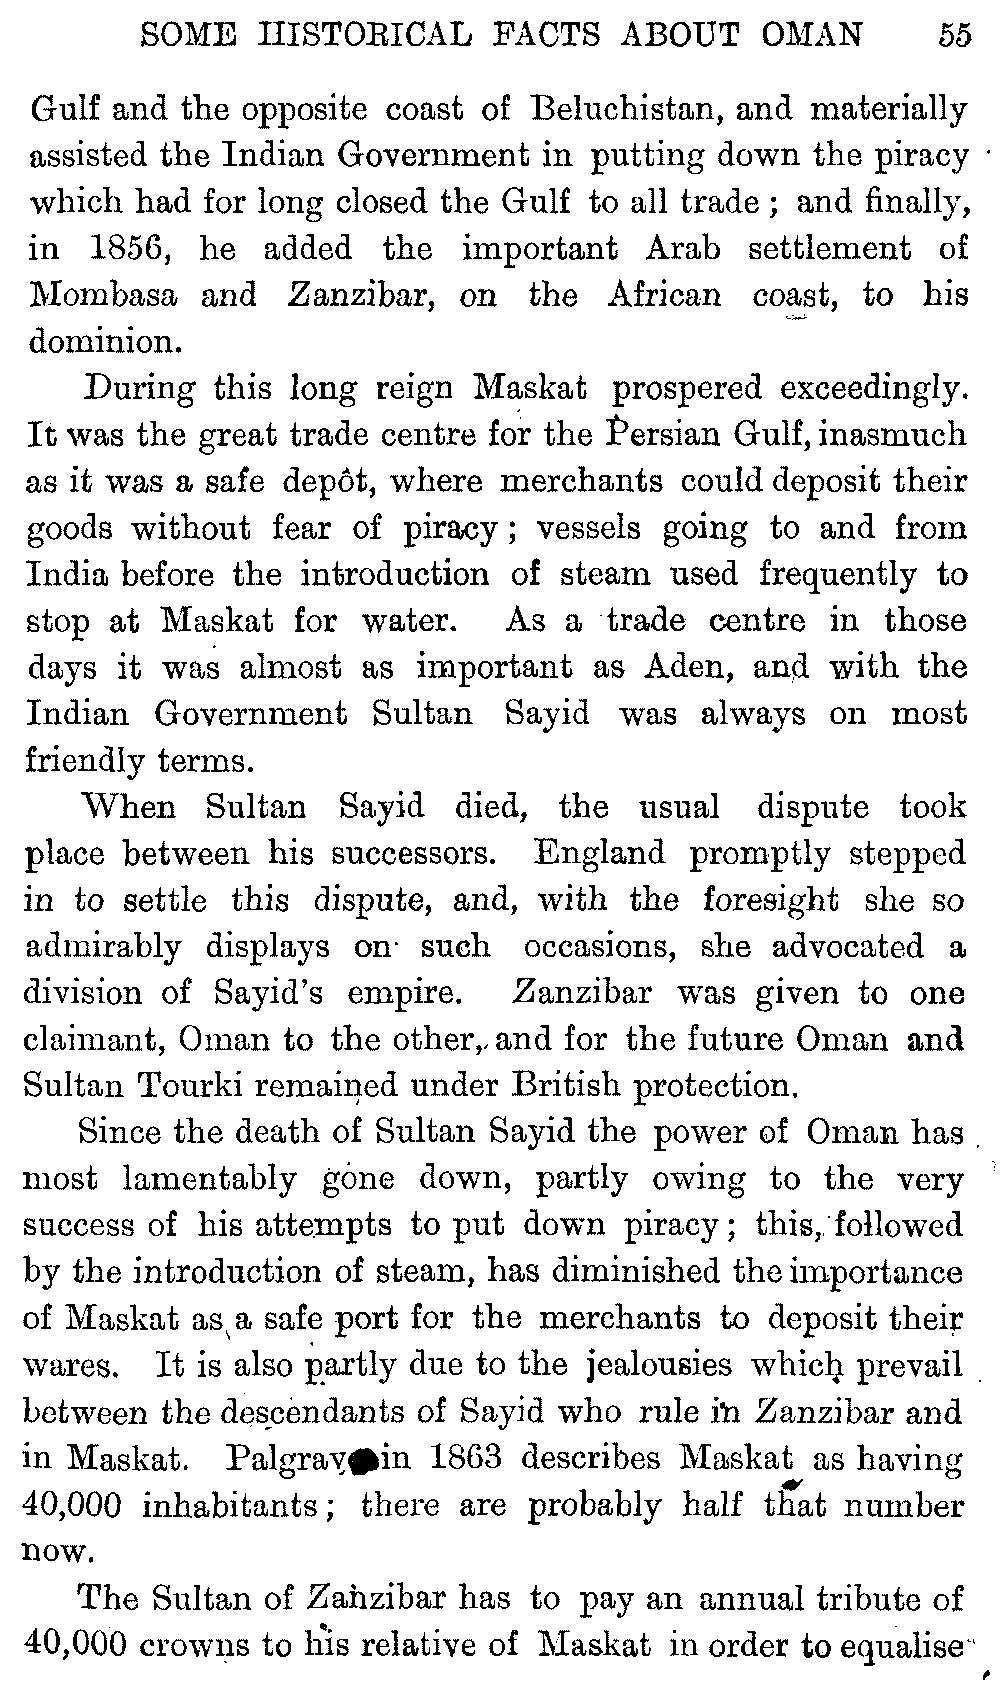 SOME HISTORICAL FACTS ABOUT OMAN 55
Gulf and the opposite coast of Beluchistan, and materially
assisted the Indian Government in putting down the piracy
which had for long closed the Gulf to all trade ; and finally,
in 1856, he added the important Arab settlement of
Mombasa and Zanzibar, on the African coast, to his
dominion.
During this long reign Maskat prospered exceedingly.
It was the great trade centre for the Persian Gulf, inasmuch
as it was a safe depôt, where merchants could deposit their
goods without fear of piracy ; vessels going to and from
India before the introduction of steam used frequently to
stop at Maskat for water. As a trade centre in those
days it was almost as important as Aden, and with the
Indian Government Sultan Sayid was always on most
friendly terms.
When Sultan Sayid died, the usual dispute took
place between his successors. England promptly stepped
in to settle this dispute, and, with the foresight she so
admirably displays on such occasions, she advocated a
division of Sayid's empire. Zanzibar was given to one
claimant, Oman to the other, and for the future Oman and
Sultan Tourki remained under British protection.
Since the death of Sultan Sayid the power of Oman has
most lamentably gone down, partly owing to the very
success of his attempts to put down piracy ; this, followed
by the introduction of steam, has diminished the importance
of Maskat as a safe port for the merchants to deposit their
wares. It is also partly due to the jealousies which prevail
between the descendants of Sayid who rule in Zanzibar and
in Maskat. Palgrave in 1863 describes Maskat as having
40,000 inhabitants ; there are probably half that number
now.
The Sultan of Zanzibar has to pay an annual tribute of
40,000 crowns to his relative of Maskat in order to equalise